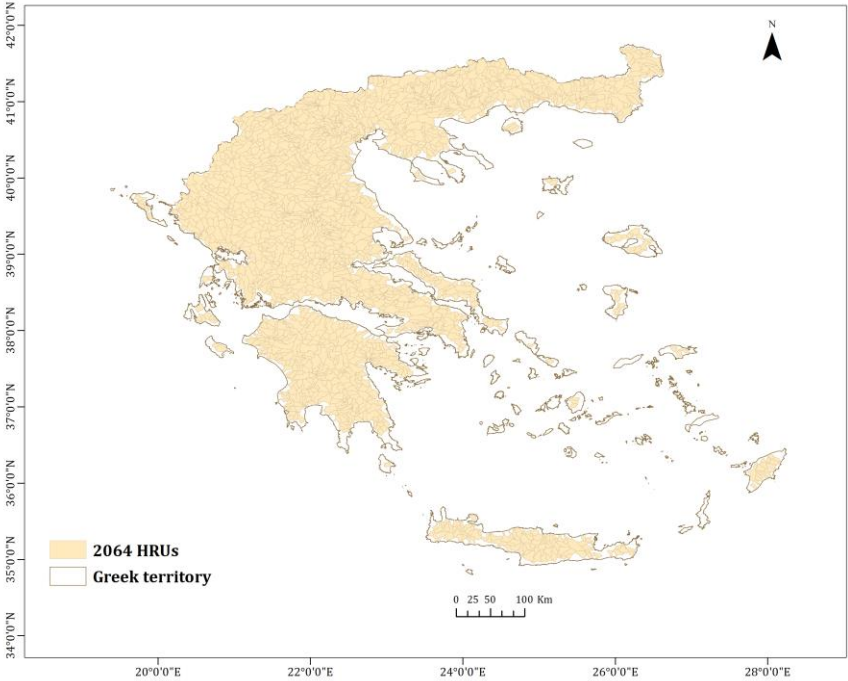 N
42°0'0"N
41°0'0"N
40°0'0"N
39°0'0"N
38°0'0"N
37°0'0"N
36°0'0"N
35°0'0"N
34°0'0"N
2064 HRUs
Greek territory
0 25 50 100 Km
20°0'0"E 22°0'0"E 24°0'0"E 26°0'0"E 28°0'0"E